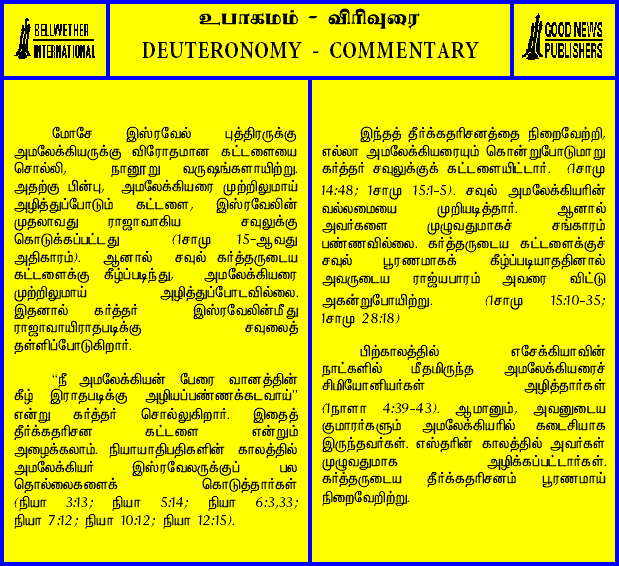 BELLWETHER
INTERNATIONAL
உபாகமம் - விரிவுரை
DEUTERONOMY - COMMENTARY
GOOD NEWS
PUBLISHERS
மோசே இஸ்ரவேல் புத்திரருக்கு
அமலேக்கியருக்கு விரோதமான கட்டளையை
சொல்லி, நானூறு வருஷங்களாயிற்று.
அதற்கு பின்பு, அமலேக்கியரை முற்றிலுமாய்
அழித்துப்போடும் கட்டளை, இஸ்ரவேலின்
முதலாவது ராஜாவாகிய சவுலுக்கு
கொடுக்கப்பட்டது (1சாமு 15-ஆவது
அதிகாரம்). ஆனால் சவுல் கர்த்தருடைய
கட்டளைக்கு கீழ்ப்படிந்து, அமலேக்கியரை
முற்றிலுமாய் அழித்துப்போடவில்லை.
இதனால் கர்த்தர் இஸ்ரவேலின்மீது
ராஜாவாயிராதபடிக்கு சவுலைத்
தள்ளிப்போடுகிறார்.
“நீ அமலேக்கியன் பேரை வானத்தின்
கீழ் இராதபடிக்கு அழியப்பண்ணக்கடவாய்”
என்று கர்த்தர் சொல்லுகிறார். இதைத்
தீர்க்கதரிசன கட்டளை என்றும்
அழைக்கலாம். நியாயாதிபதிகளின் காலத்தில்
அமலேக்கியர் இஸ்ரவேலருக்குப் பல
தொல்லைகளைக் கொடுத்தார்கள்
(நியா 3:13; நியா 5:14; நியா 6:3,33;
நியா 7:12; நியா 10:12; நியா 12:15).
இந்தத் தீர்க்கதரிசனத்தை நிறைவேற்றி,
எல்லா அமலேக்கியரையும் கொன்றுபோடுமாறு
கர்த்தர் சவுலுக்குக் கட்டளையிட்டார். (1சாமு
14:48; 1சாமு 15:1-5). சவுல் அமலேக்கியரின்
வல்லமையை முறியடித்தார். ஆனால்
அவர்களை முழுவதுமாகச் சங்காரம்
பண்ணவில்லை. கர்த்தருடைய கட்டளைக்குச்
சவுல் பூரணமாகக் கீழ்ப்படியாததினால்
அவருடைய ராஜ்யபாரம் அவரை விட்டு
அகன்றுபோயிற்று. (1சாமு 15:10-35;
1சாமு 28:18)
பிற்காலத்தில் எசேக்கியாவின்
நாட்களில் மீதமிருந்த அமலேக்கியரைச்
சிமியோனியர்கள் அழித்தார்கள்
(1நாளா 4:39-43). ஆமானும், அவனுடைய
குமாரர்களும் அமலேக்கியரில் கடைசியாக
இருந்தவர்கள். எஸ்தரின் காலத்தில் அவர்கள்
முழுவதுமாக அழிக்கப்பட்டார்கள்.
கர்த்தருடைய தீர்க்கதரிசனம் பூரணமாய்
நிறைவேறிற்று.